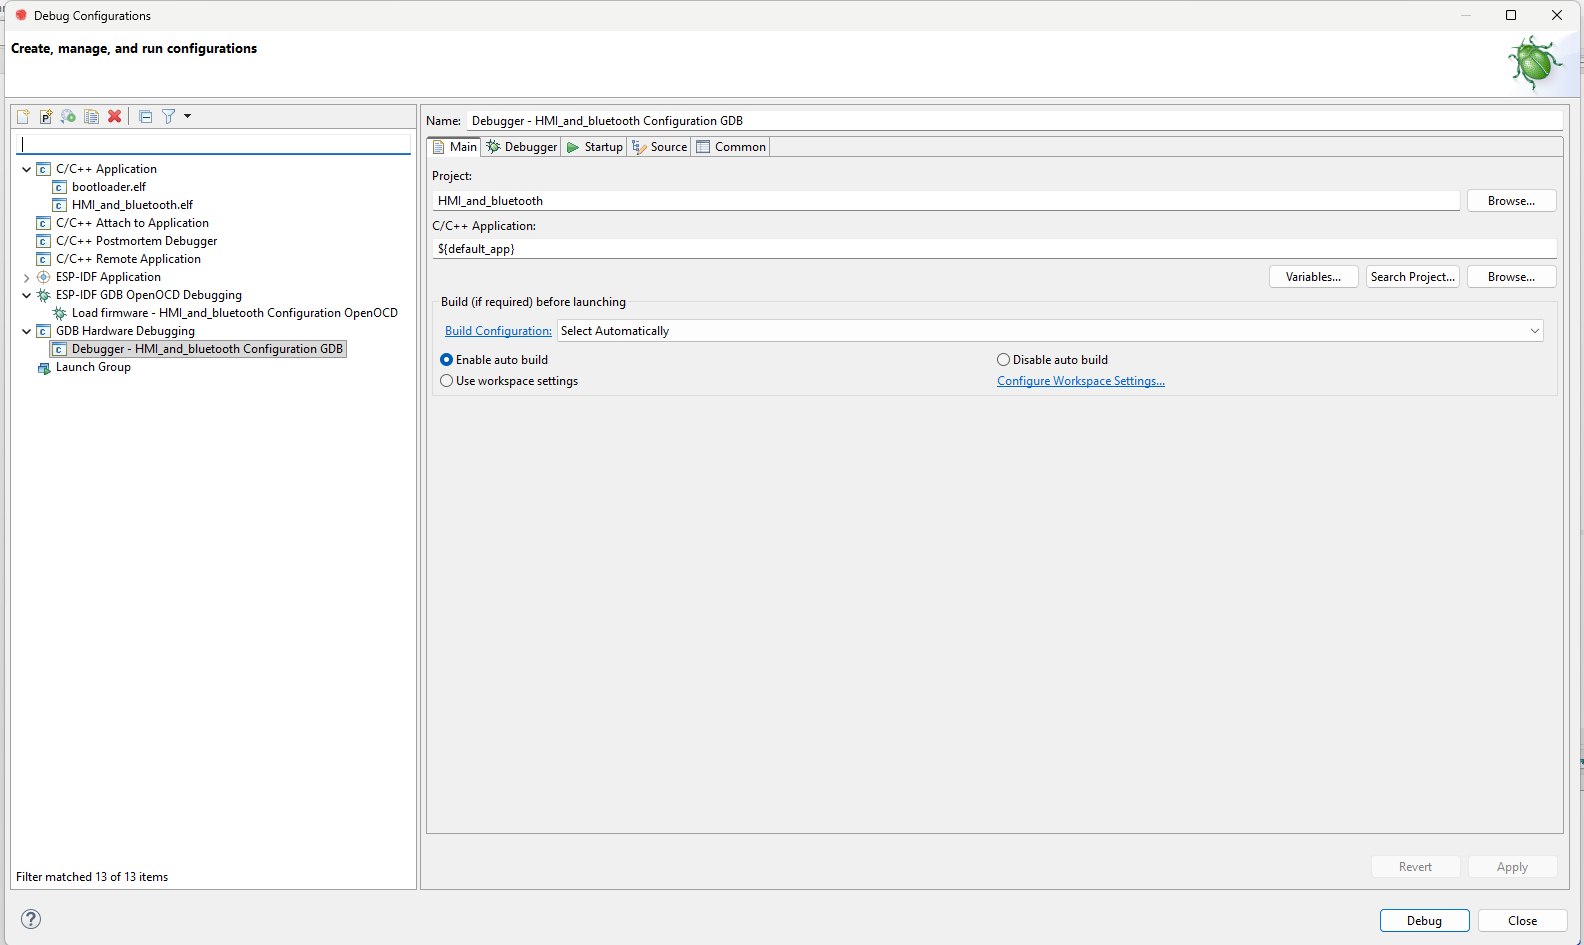 Debug Configurations
Create, manage, and run configurations
Name: Debugger - HMI_and_bluetooth Configuration GDB
Main Debugger Startup Source Common
C/C++ Application
bootloader.elf
HMI_and_bluetooth.elf
C/C++ Attach to Application
C/C++ Postmortem Debugger
C/C++ Remote Application
ESP-IDF Application
ESP-IDF GDB OpenOCD Debugging
Load firmware - HMI_and_bluetooth Configuration OpenOCD
GDB Hardware Debugging
Debugger - HMI_and_bluetooth Configuration GDB
Launch Group
Filter matched 13 of 13 items
Project:
HMI_and_bluetooth
Browse...
C/C++ Application:
${default_app}
Variables... Search Project... Browse...
Build (if required) before launching
Build Configuration: Select Automatically
Enable auto build Disable auto build
Use workspace settings Configure Workspace Settings...
Revert Apply
Debug Close